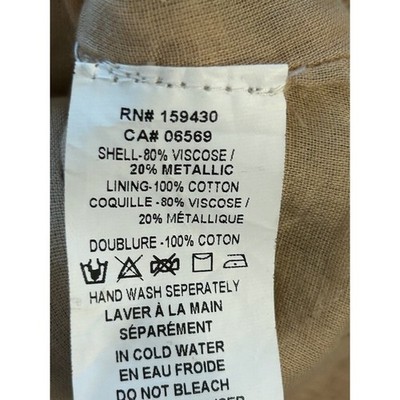 RN# 159430
CA# 06569
SHELL-80% VISCOSE /
20% METALLIC
LINING-100% COTTON
COQUILLE -80% VISCOSE /
20% MÉTALLIQUE
DOUBLURE -100% COTON
HAND WASH SEPERATELY
LAVER À LA MAIN
SÉPARÉMENT
IN COLD WATER
EN EAU FROIDE
DO NOT BLEACH